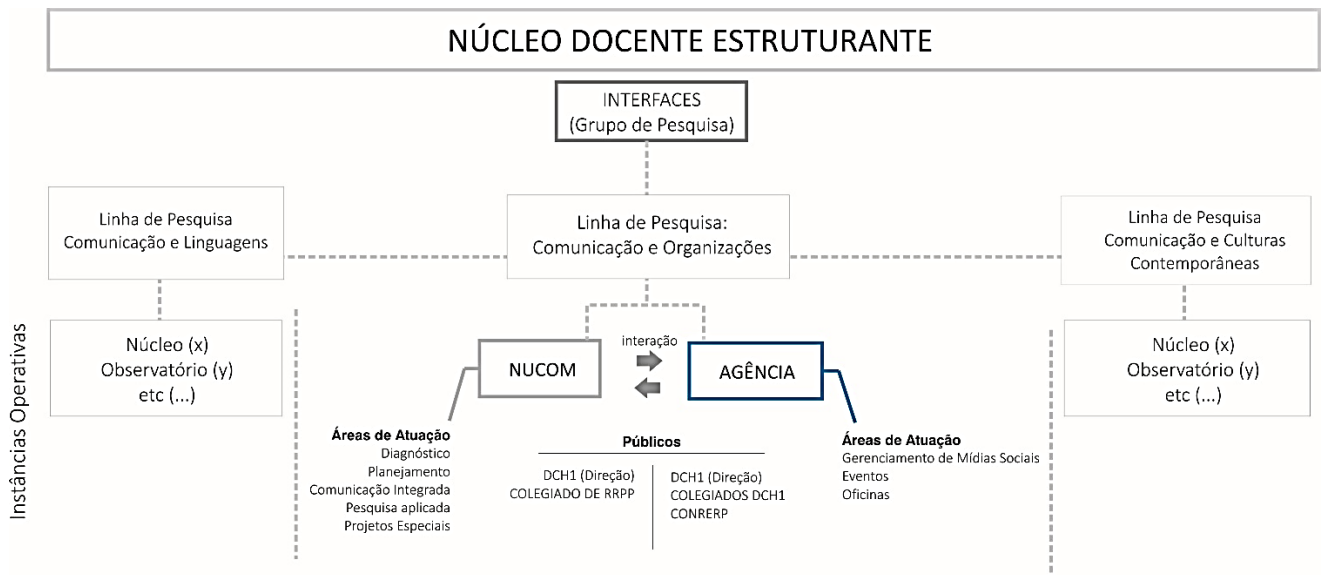 NÚCLEO DOCENTE ESTRUTURANTE
INTERFACES
(Grupo de Pesquisa)
Linha de Pesquisa
Comunicação e Linguagens
Linha de Pesquisa:
Comunicação e Organizações
Linha de Pesquisa
Comunicação e Culturas
Contemporâneas
Instâncias Operativas
Núcleo (x)
Observatório (y)
etc (...)
NUCOM
interação
AGÊNCIA
Núcleo (x)
Observatório (y)
etc (...)
Áreas de Atuação
Diagnóstico
Planejamento
Comunicação Integrada
Pesquisa aplicada
Projetos Especiais
Públicos
DCH1 (Direção)
COLEGIADO DE RRPP
DCH1 (Direção)
COLEGIADOS DCH1
CONRERP
Áreas de Atuação
Gerenciamento de Mídias Sociais
Eventos
Oficinas